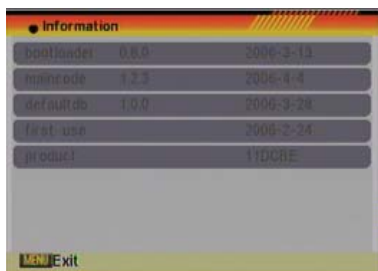 Information
bootloader 0.8.0 2006-3-13
maincode 1.2.3 2006-4-4
defaultdb 1.0.0 2006-3-28
first use 2006-2-24
product
MENU Exit